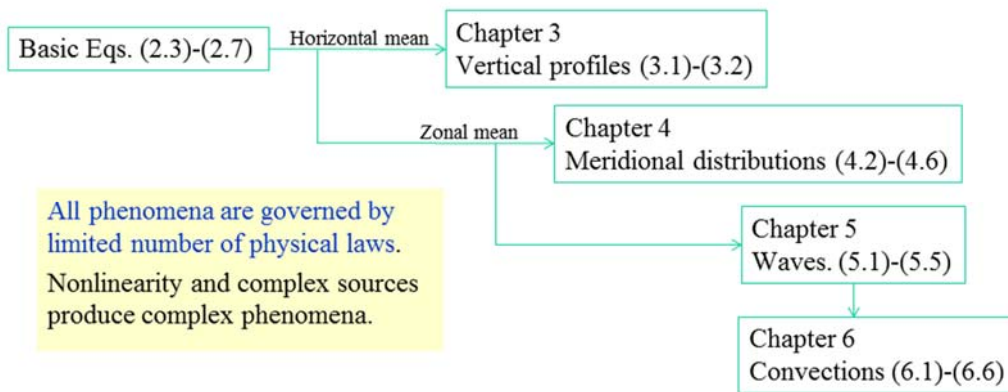 Basic Eqs. (2.3)-(2.7)
Horizontal mean
Chapter 3
Vertical profiles (3.1)-(3.2)
Zonal mean
Chapter 4
Meridional distributions (4.2)-(4.6)
All phenomena are governed by
limited number of physical laws.
Nonlinearity and complex sources
produce complex phenomena.
Chapter 5
Waves. (5.1)-(5.5)
Chapter 6
Convections (6.1)-(6.6)